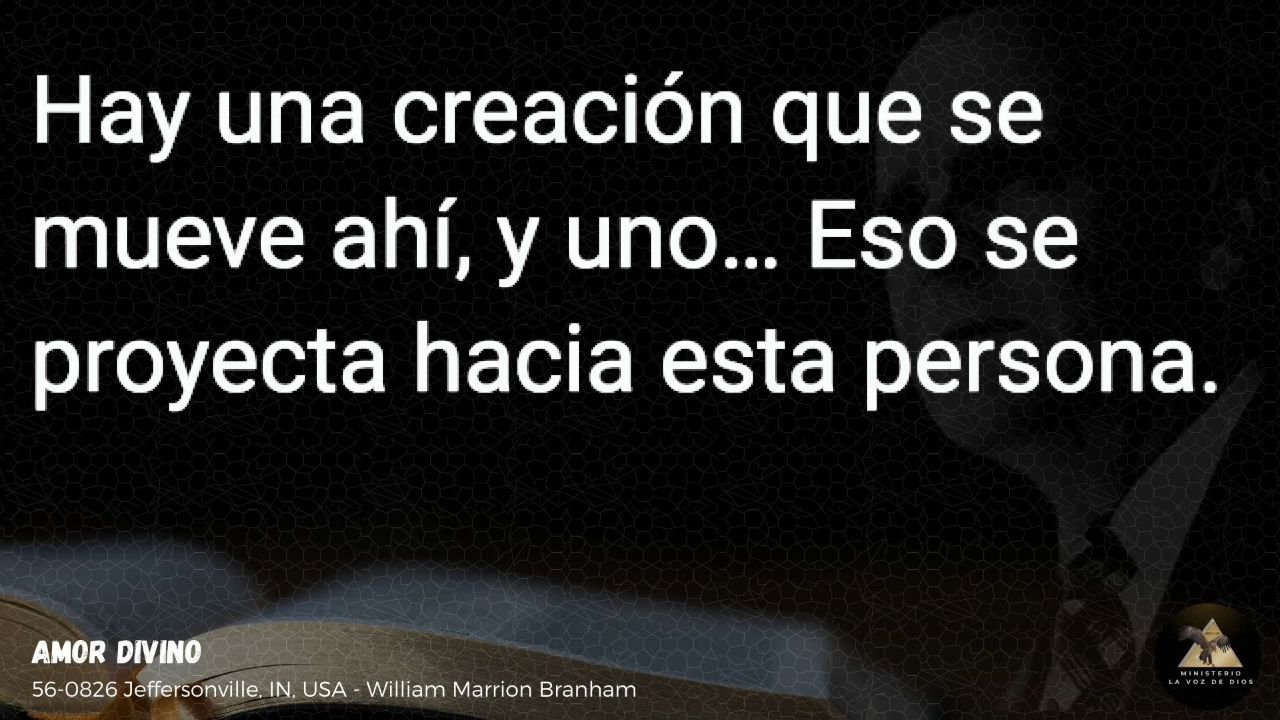 Hay una creación que se
mueve ahí, y uno... Eso se
proyecta hacia esta persona.
AMOR DIVINO
56-0826 Jeffersonville, IN, USA - William Marrion Branham
MINISTERIO
LA VOZ DE DIOS